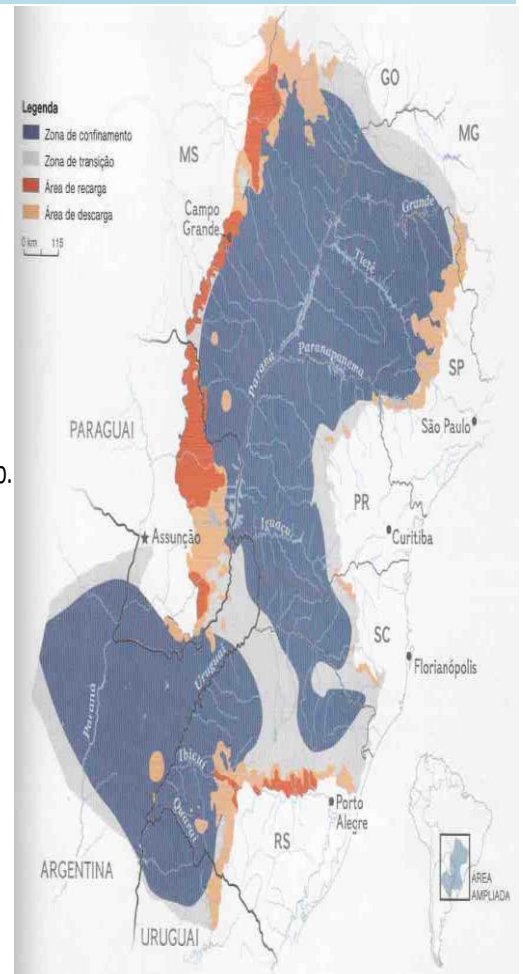 Legenda
Zona de confinamento
Zona de transição
Área de recarga
Área de descarga
0 km 115
GO
MG
MS
Campo
Grande
Grande
Tietê
Paranapanema
Paraná
SP
São Paulo
PARAGUAI
o.
PR
Iguaçu
Curitiba
Assunção
SC
Florianópolis
Uruguai
Paraná
Ibicuí
Quaraí
Porto
Alegre
RS
ARGENTINA
URUGUAI
ÁREA
AMPLIADA